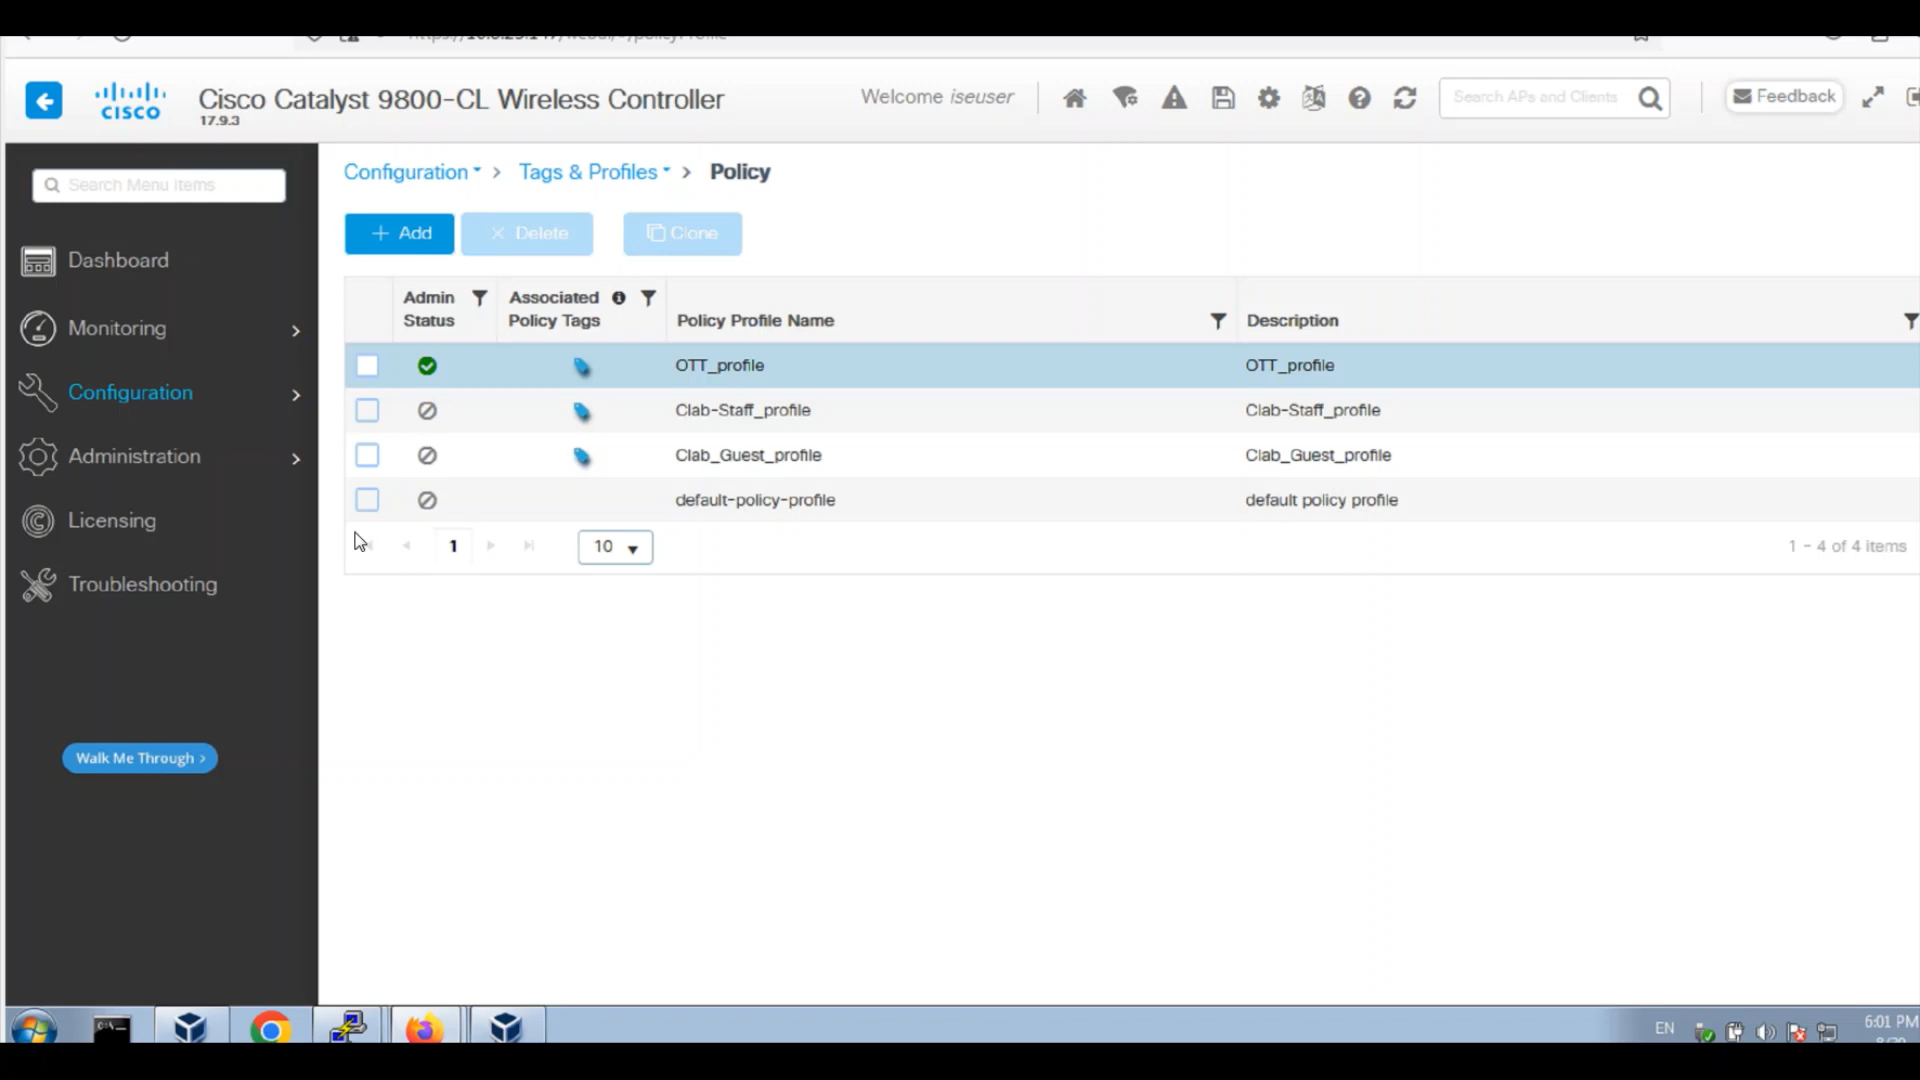 CISCO
Cisco Catalyst 9800-CL Wireless Controller
17.9.3
Welcome iseuser
Search APs and Clients
Feedback
Search Menu Items
Dashboard
Monitoring
Configuration
Administration
Licensing
Troubleshooting
Walk Me Through >
Configuration > Tags & Profiles > Policy
+ Add
× Delete
Clone
Admin Status
Associated Policy Tags
Policy Profile Name
Description
OTT_profile OTT_profile
Clab-Staff_profile Clab-Staff_profile
Clab_Guest_profile Clab_Guest_profile
default-policy-profile default policy profile
1
10
1 - 4 of 4 items
EN
6:01 PM